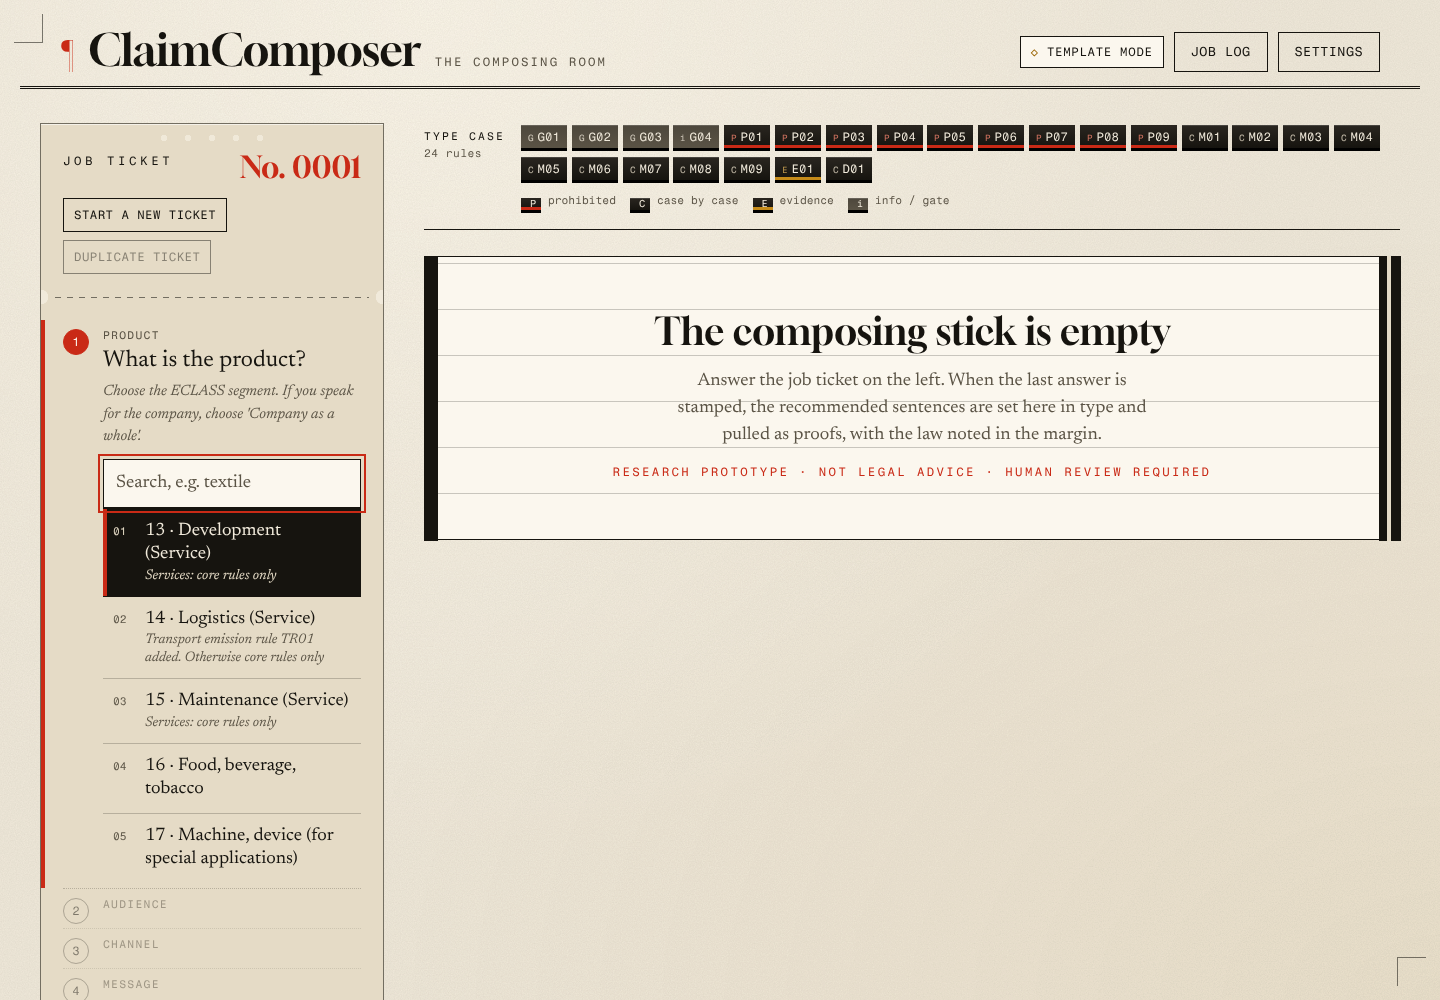 ¶ ClaimComposer THE COMPOSING ROOM
◇ TEMPLATE MODE
JOB LOG
SETTINGS
JOB TICKET
No. 0001
START A NEW TICKET
DUPLICATE TICKET
1
PRODUCT
What is the product?
Choose the ECLASS segment. If you speak
for the company, choose 'Company as a
whole'.
Search, e.g. textile
01 13 · Development
(Service)
Services: core rules only
02 14 · Logistics (Service)
Transport emission rule TR01
added. Otherwise core rules only
03 15 · Maintenance (Service)
Services: core rules only
04 16 · Food, beverage,
tobacco
05 17 · Machine, device (for
special applications)
2 AUDIENCE
3 CHANNEL
4 MESSAGE
TYPE CASE
24 rules
G G01 G G02 G G03 i G04 P P01 P P02 P P03 P P04 P P05 P P06 P P07 P P08 P P09 C M01 C M02 C M03 C M04
C M05 C M06 C M07 C M08 C M09 E E01 C D01
P prohibited C case by case E evidence i info / gate
The composing stick is empty
Answer the job ticket on the left. When the last answer is
stamped, the recommended sentences are set here in type and
pulled as proofs, with the law noted in the margin.
RESEARCH PROTOTYPE · NOT LEGAL ADVICE · HUMAN REVIEW REQUIRED